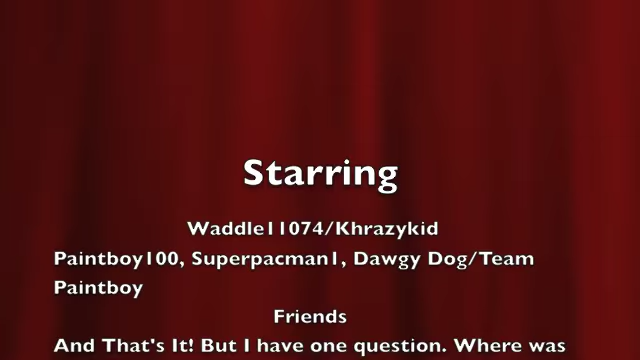 Starring
Waddle11074/Khrazykid
Paintboy100, Superpacman1, Dawgy Dog/Team
Paintboy
Friends
And That's It! But I have one question. Where was